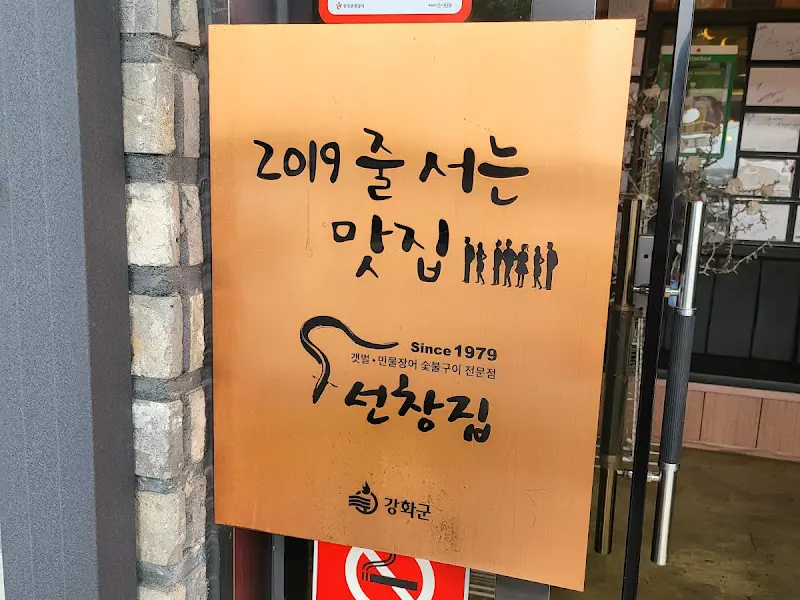 2019 줄 서는
맛집
Since 1979
갯벌·민물장어 숯불구이 전문점
선창집
강화군